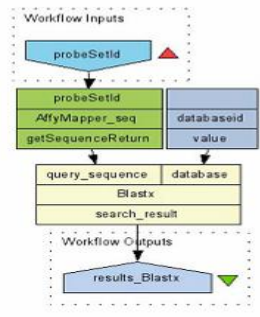 Workflow Inputs
probeSetId
probeSetId
AffyMapper_seq
databaseid
getSequenceReturn
value
query_sequence
database
Blastx
search_result
Workflow Outputs
results_Blastx